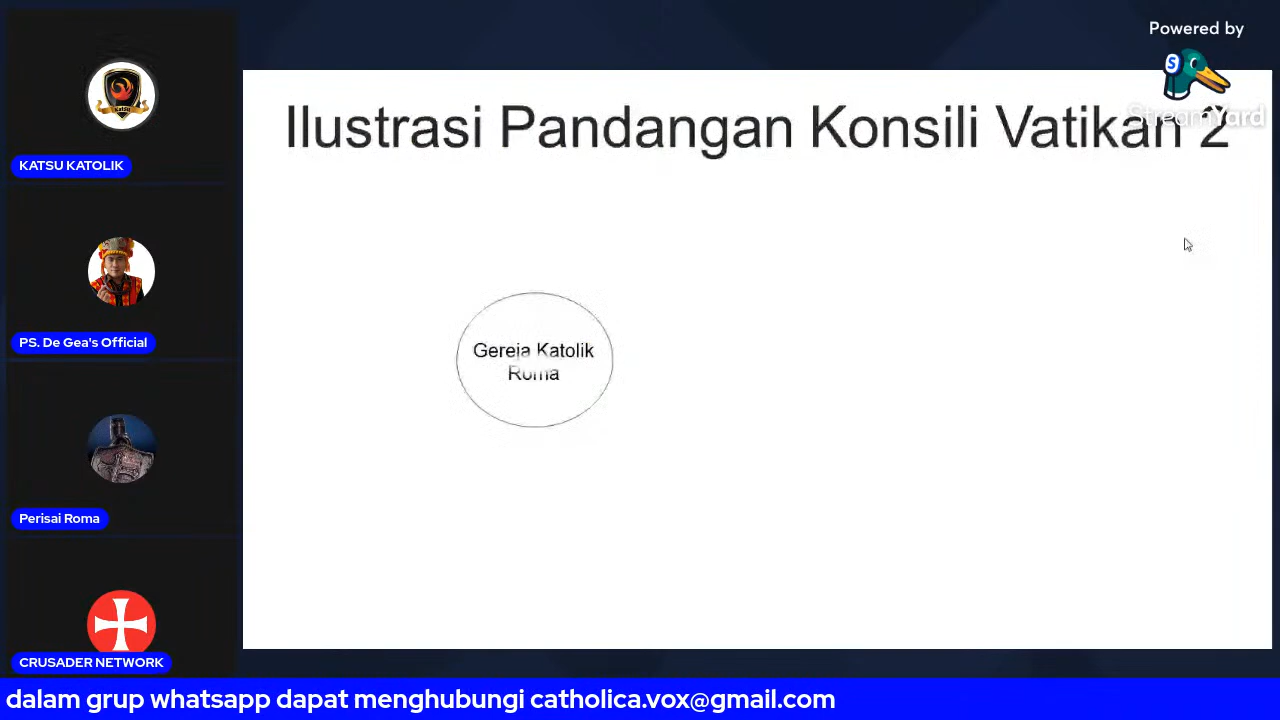 Powered by
StreamYard
Ilustrasi Pandangan Konsili Vatikan 2
KATSU KATOLIK
PS. De Gea's Official
Perisai Roma
CRUSADER NETWORK
Gereja Katolik
Roma
dalam grup whatsapp dapat menghubungi catholica.vox@gmail.com